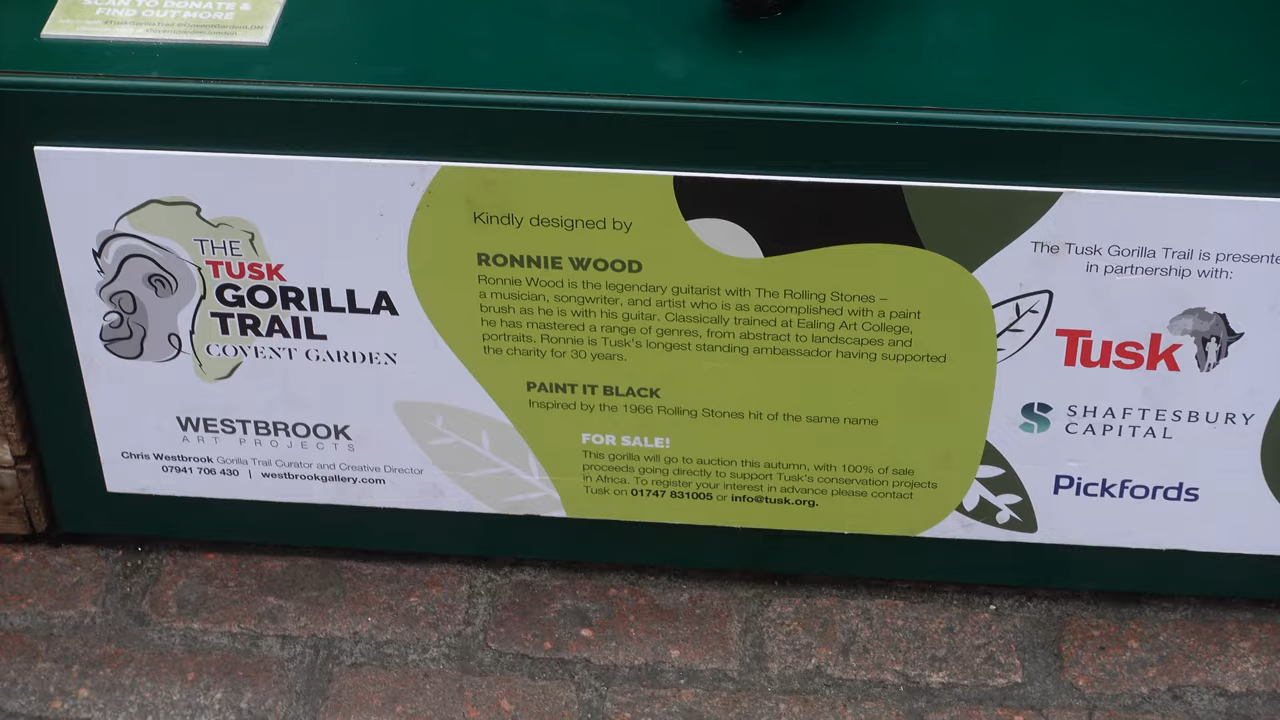 SCAN TO DONATE &
FIND OUT MORE
THE
TUSK
GORILLA
TRAIL
COVENT GARDEN
WESTBROOK
ART PROJECTS
Chris Westbrook Gorilla Trail Curator and Creative Director
07941 706 430 | westbrookgallery.com
Kindly designed by
RONNIE WOOD
Ronnie Wood is the legendary guitarist with The Rolling Stones –
a musician, songwriter, and artist who is as accomplished with a paint
brush as he is with his guitar. Classically trained at Ealing Art College,
he has mastered a range of genres, from abstract to landscapes and
portraits. Ronnie is Tusk's longest standing ambassador having supported
the charity for 30 years.
PAINT IT BLACK
Inspired by the 1966 Rolling Stones hit of the same name
FOR SALE!
This gorilla will go to auction this autumn, with 100% of sale
proceeds going directly to support Tusk's conservation projects
in Africa. To register your interest in advance please contact
Tusk on 01747 831005 or info@tusk.org.
The Tusk Gorilla Trail is presente
in partnership with:
Tusk
SHAFTESBURY
CAPITAL
Pickfords